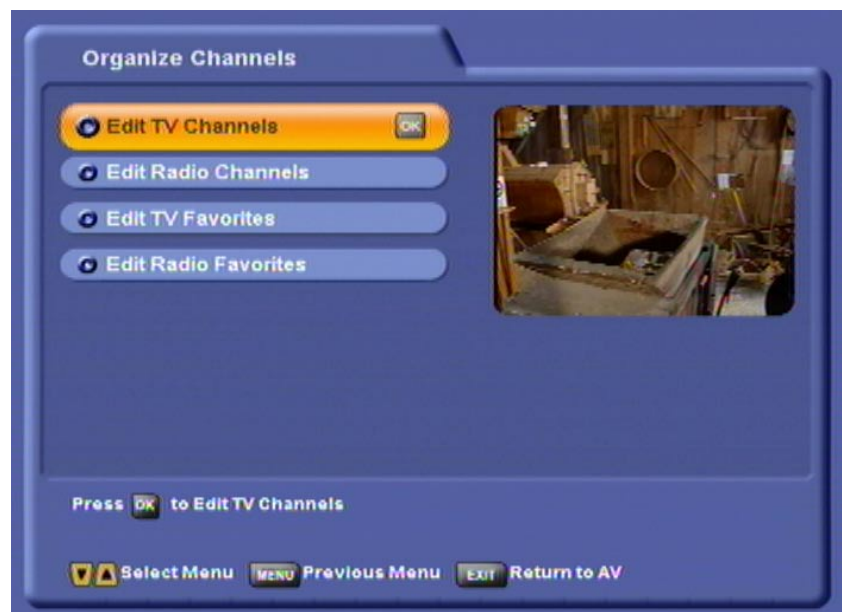 Organize Channels
Edit TV Channels OK
Edit Radio Channels
Edit TV Favorites
Edit Radio Favorites
Press OK to Edit TV Channels
Select Menu MENU Previous Menu EXIT Return to AV